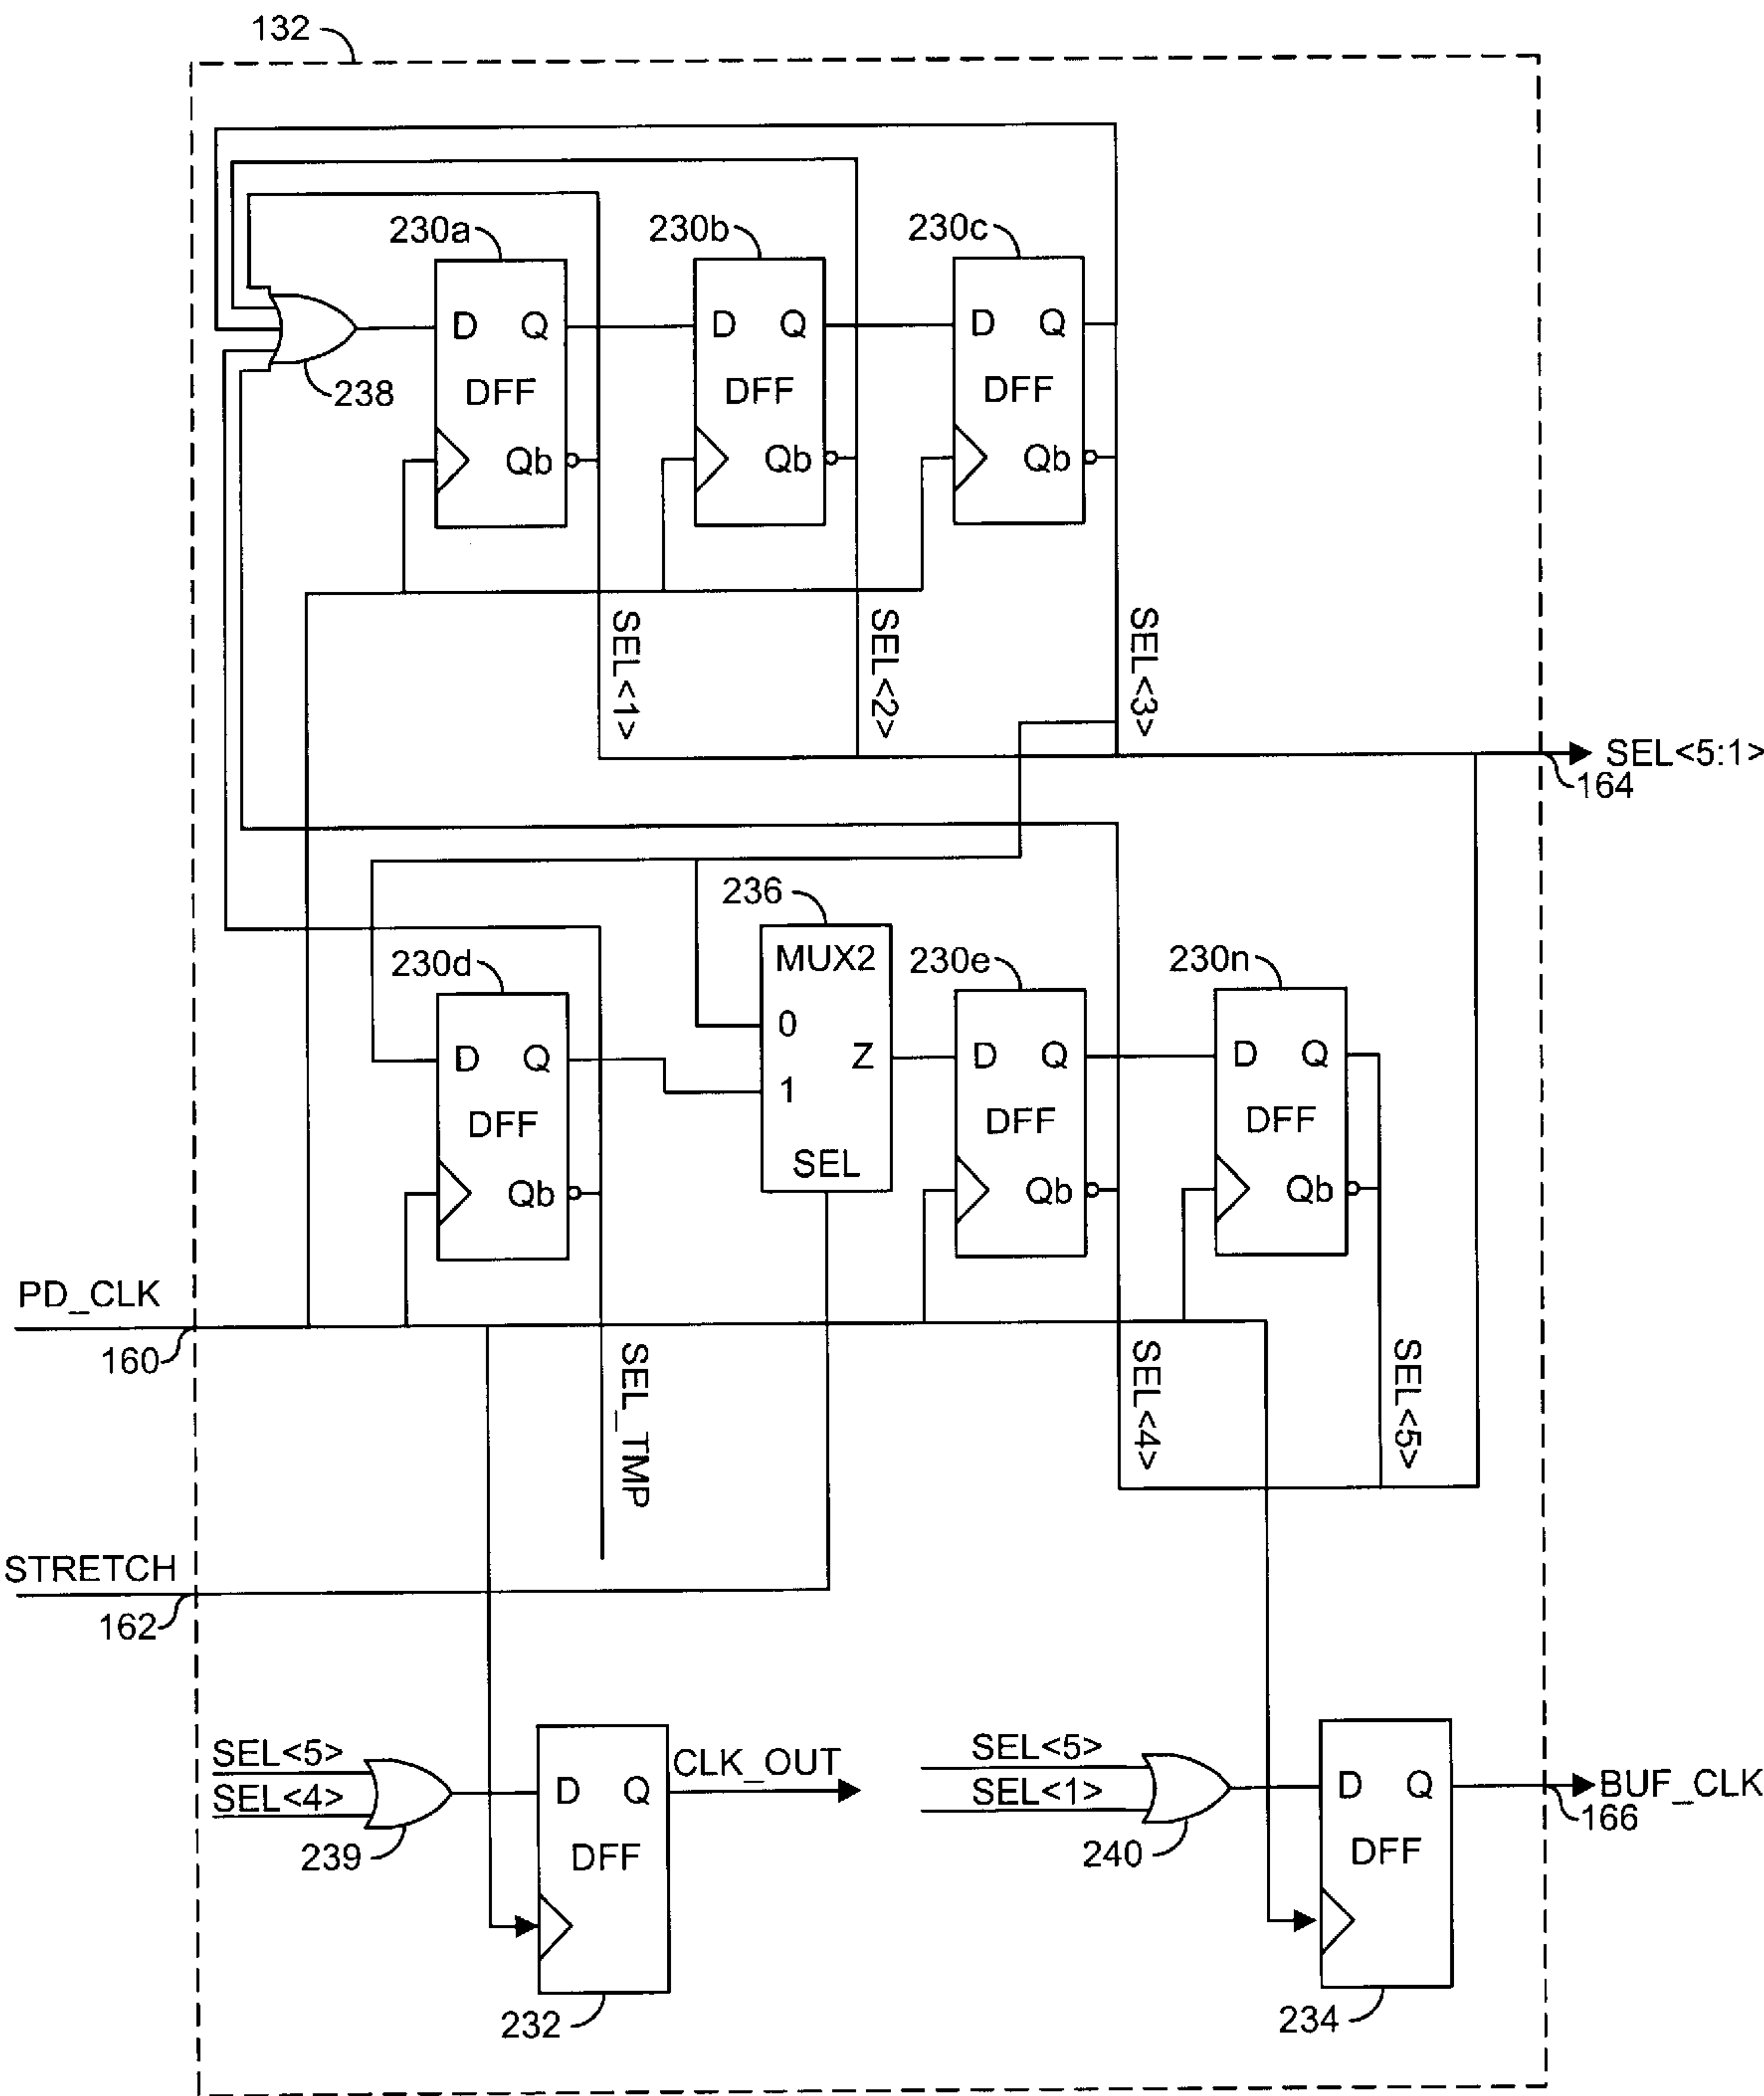 132
230a
230b
230c
D Q
DFF
Qb
D Q
DFF
Qb
D Q
DFF
Qb
238
SEL<1>
SEL<2>
SEL<3>
SEL<5:1>
164
236
230d
230e
230n
MUX2
0
1
Z
SEL
D Q
DFF
Qb
D Q
DFF
Qb
D Q
DFF
Qb
PD_CLK
160
SEL_TMP
SEL<4>
SEL<5>
STRETCH
162
SEL<5>
SEL<4>
239
D Q
DFF
CLK_OUT
232
SEL<5>
SEL<1>
240
D Q
DFF
BUF_CLK
166
234